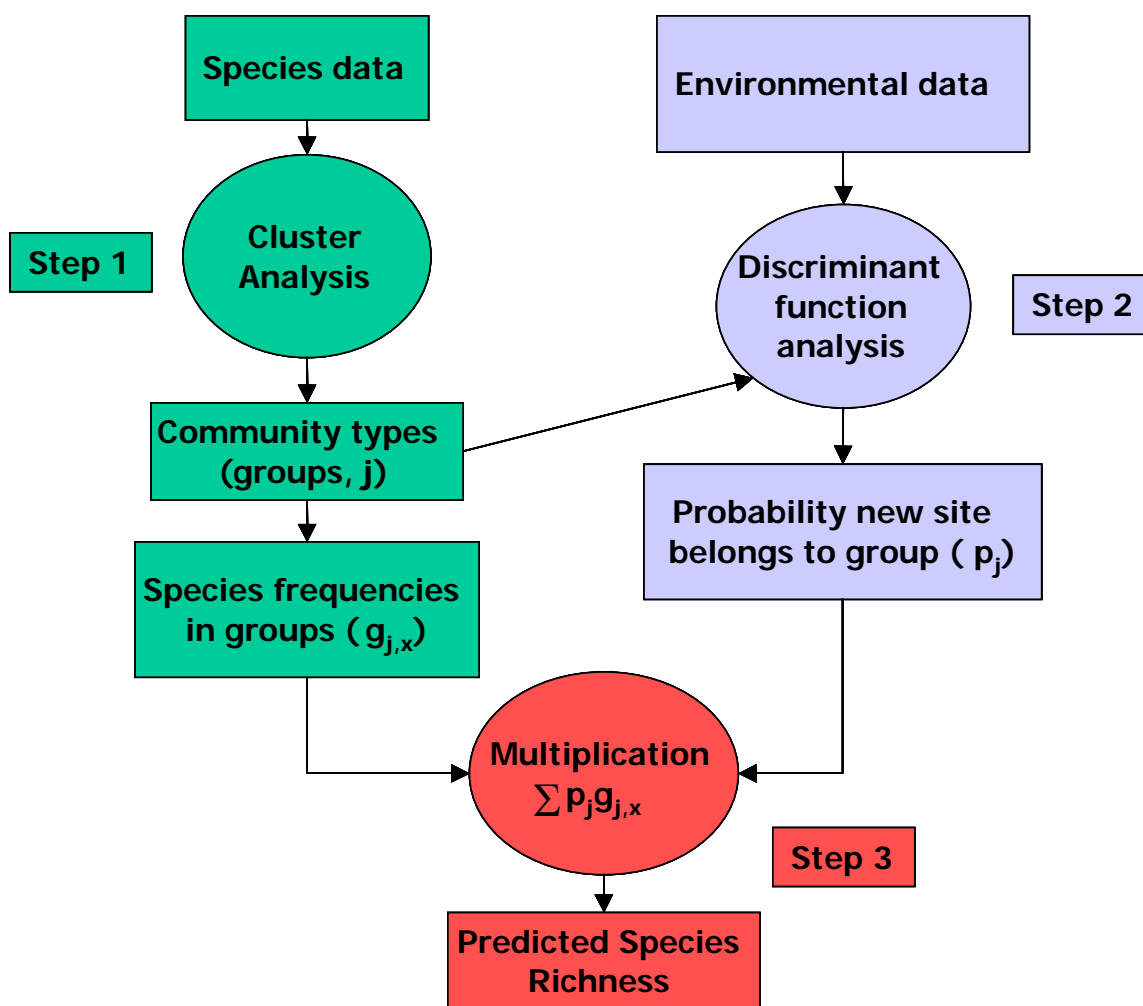 Species data
Environmental data
Step 1
Cluster
Analysis
Discriminant
function
analysis
Step 2
Community types
(groups, j)
Probability new site
belongs to group ( pj)
Species frequencies
in groups ( gj,x)
Multiplication
∑ pjgj,x
Step 3
Predicted Species
Richness